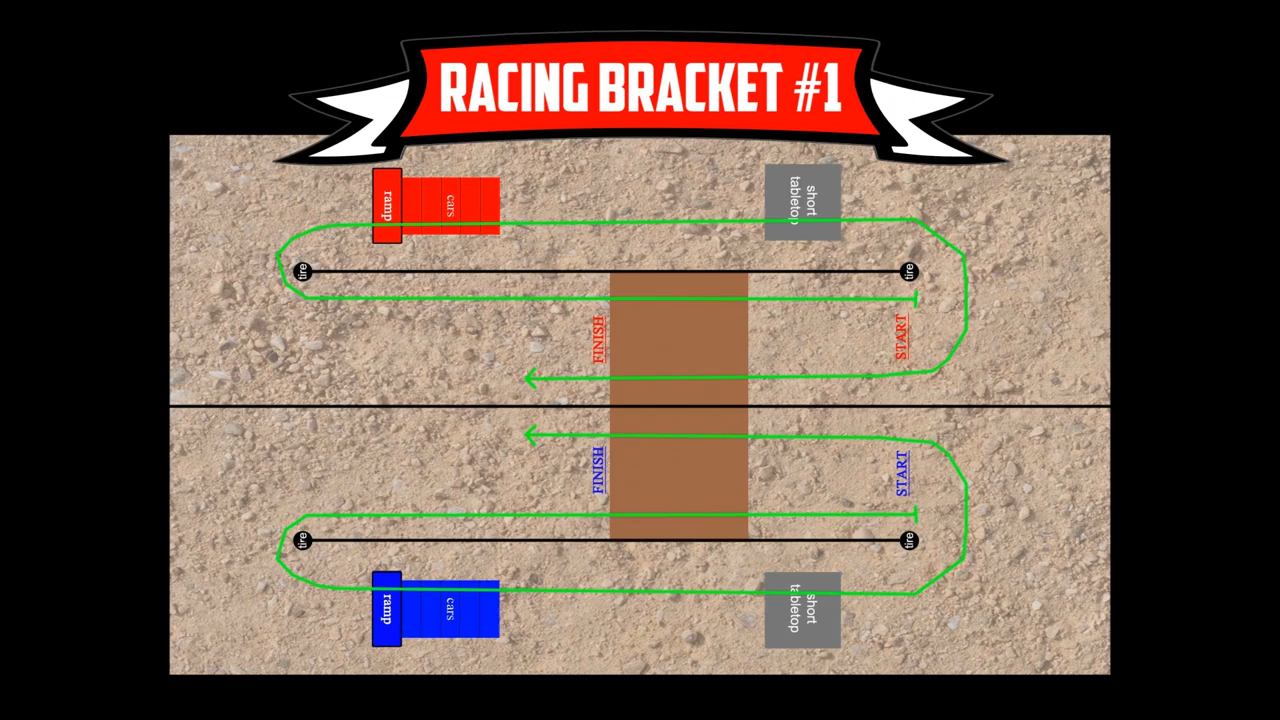 RACING BRACKET #1
ramp
cars
short
tabletop
tire
tire
FINISH
START
FINISH
START
tire
tire
ramp
cars
short
tabletop